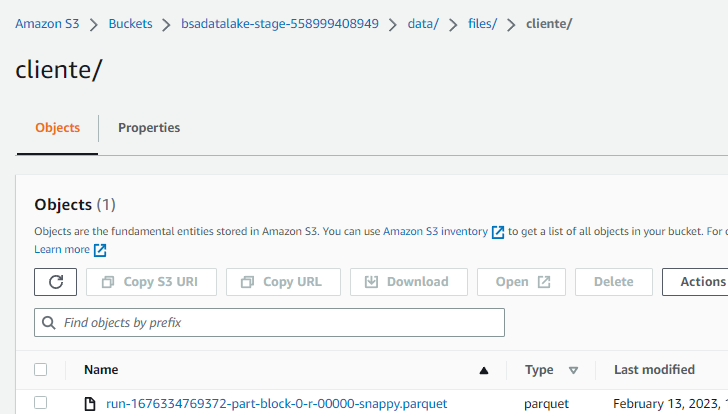 Amazon S3 > Buckets > bsadatalake-stage-558999408949 > data/ > files/ > cliente/
cliente/
Objects Properties
Objects (1)
Objects are the fundamental entities stored in Amazon S3. You can use Amazon S3 inventory to get a list of all objects in your bucket. For
Learn more
Copy S3 URI Copy URL Download Open Delete Actions
Find objects by prefix
Name Type Last modified
run-1676334769372-part-block-0-r-00000-snappy.parquet parquet February 13, 2023,